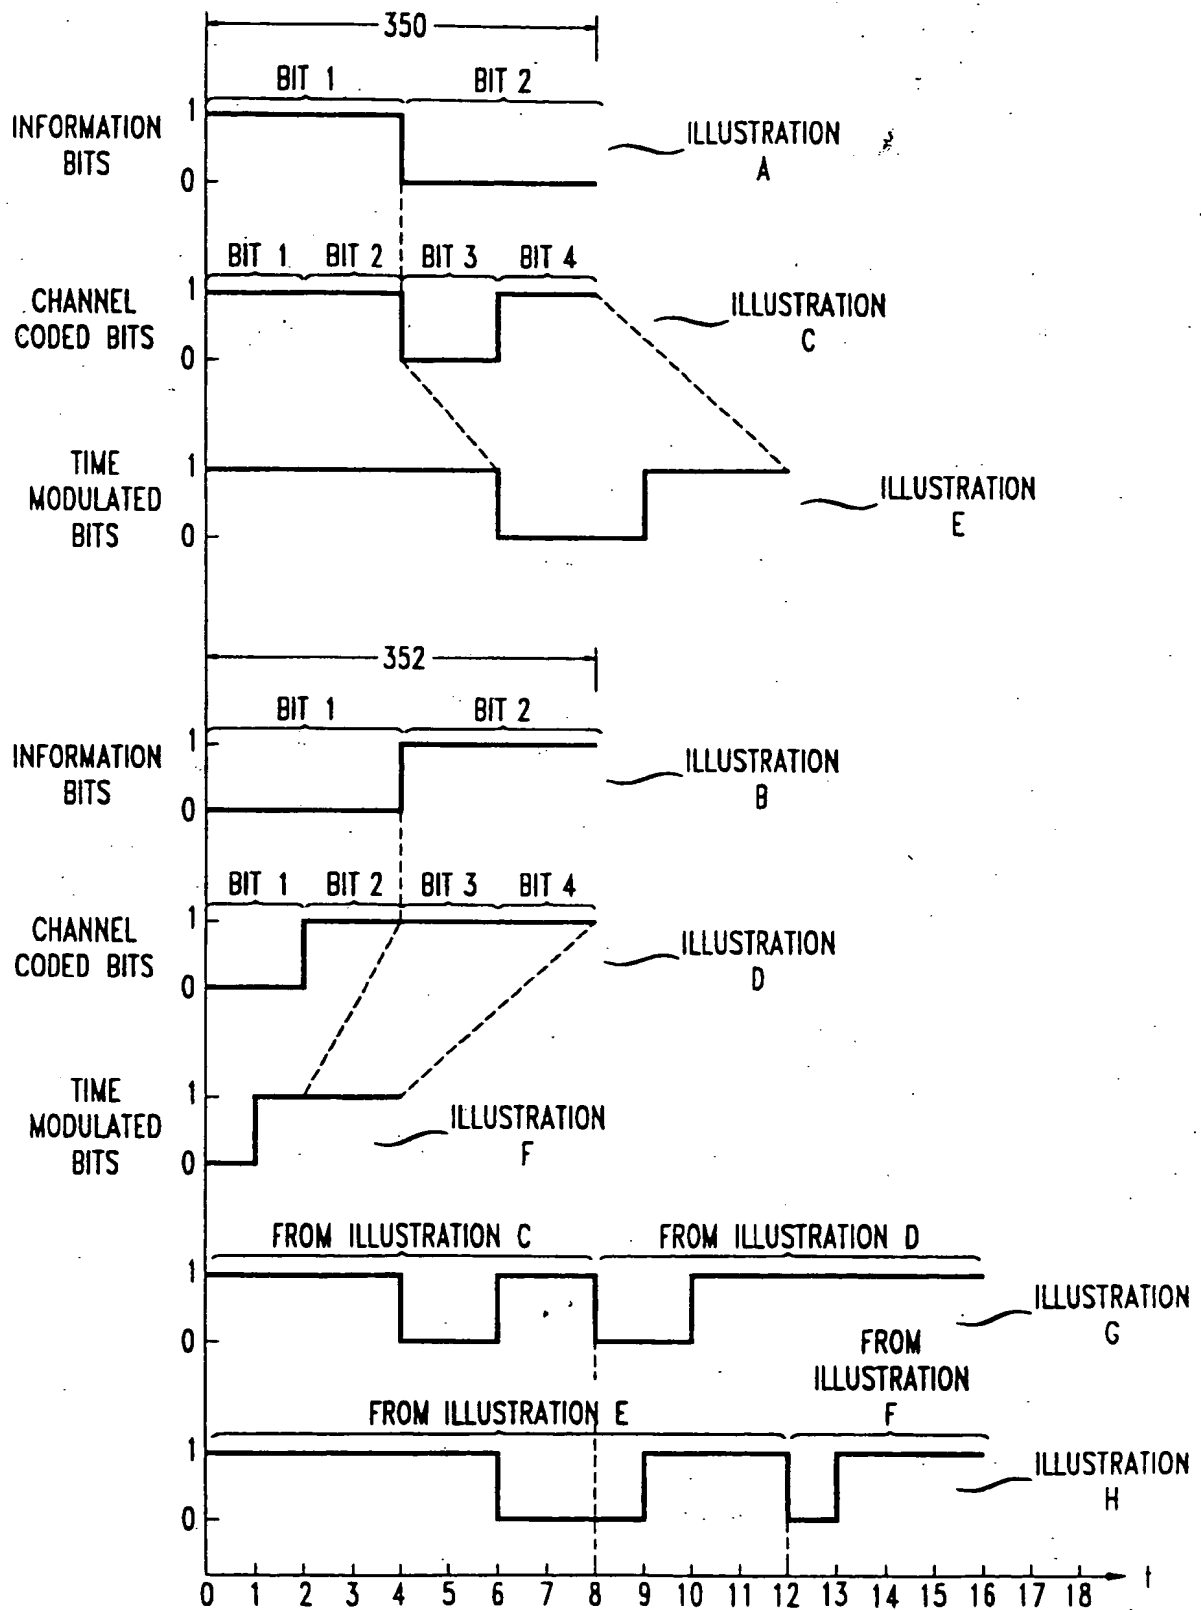 350
BIT 1 BIT 2
INFORMATION
BITS
1
0
ILLUSTRATION
A
BIT 1 BIT 2 BIT 3 BIT 4
CHANNEL
CODED BITS
1
0
ILLUSTRATION
C
TIME
MODULATED
BITS
1
0
ILLUSTRATION
E
352
BIT 1 BIT 2
INFORMATION
BITS
1
0
ILLUSTRATION
B
BIT 1 BIT 2 BIT 3 BIT 4
CHANNEL
CODED BITS
1
0
ILLUSTRATION
D
TIME
MODULATED
BITS
1
0
ILLUSTRATION
F
FROM ILLUSTRATION C FROM ILLUSTRATION D
1
0
ILLUSTRATION
G
FROM
ILLUSTRATION
F
FROM ILLUSTRATION E
1
0
ILLUSTRATION
H
0 1 2 3 4 5 6 7 8 9 10 11 12 13 14 15 16 17 18 t